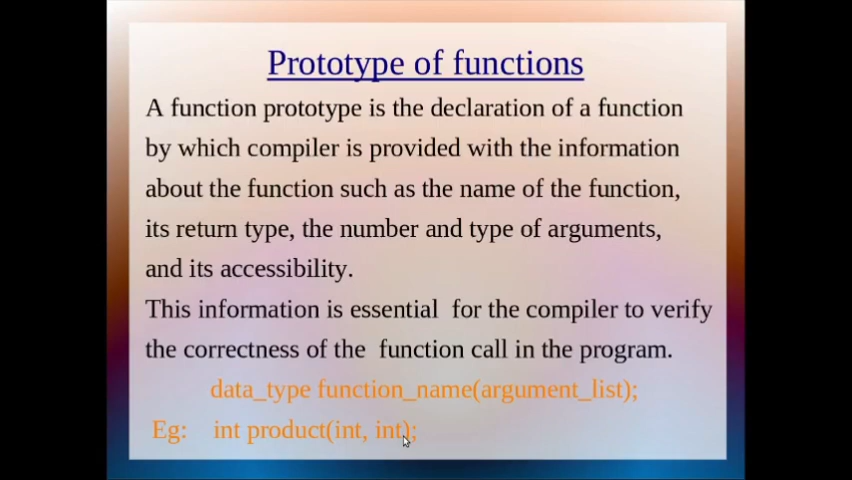 Prototype of functions
A function prototype is the declaration of a function
by which compiler is provided with the information
about the function such as the name of the function,
its return type, the number and type of arguments,
and its accessibility.
This information is essential for the compiler to verify
the correctness of the function call in the program.
data_type function_name(argument_list);
Eg: int product(int, int);